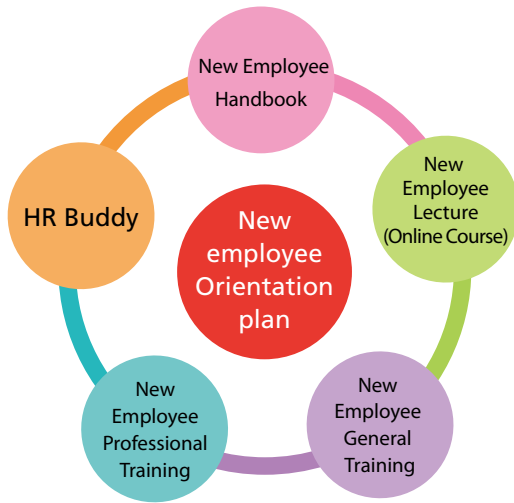 New Employee
Handbook
New
Employee
Lecture
(Online Course)
HR Buddy
New
employee
Orientation
plan
New
Employee
Professional
Training
New
Employee
General
Training